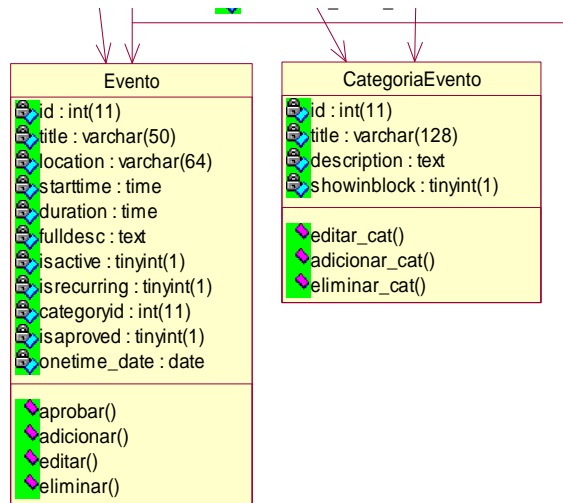 Evento
id : int(11)
title : varchar(50)
location : varchar(64)
starttime : time
duration : time
fulldesc : text
isactive : tinyint(1)
isrecurring : tinyint(1)
categoryid : int(11)
isaproved : tinyint(1)
onetime_date : date
aprobar()
adicionar()
editar()
eliminar()
CategoriaEvento
id : int(11)
title : varchar(128)
description : text
showinblock : tinyint(1)
editar_cat()
adicionar_cat()
eliminar_cat()